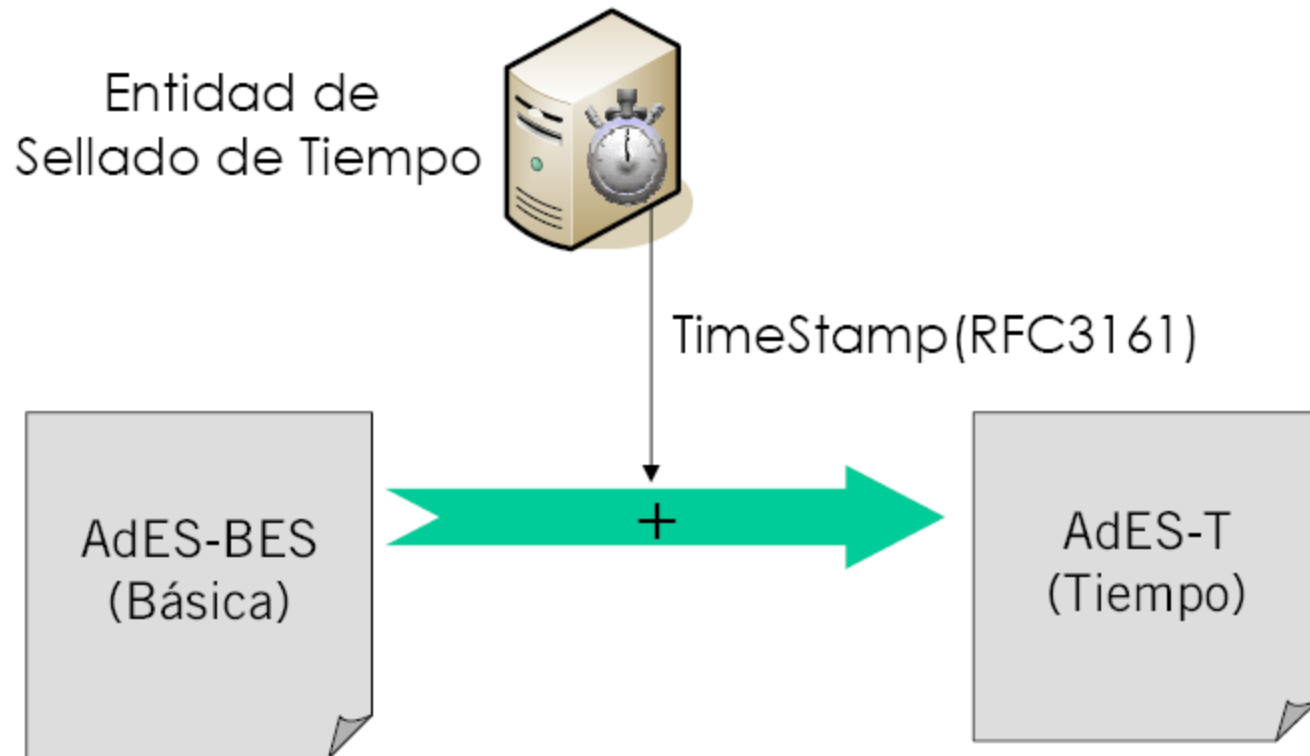 Entidad de
Sellado de Tiempo
TimeStamp(RFC3161)
AdES-BES
(Básica)
+
AdES-T
(Tiempo)